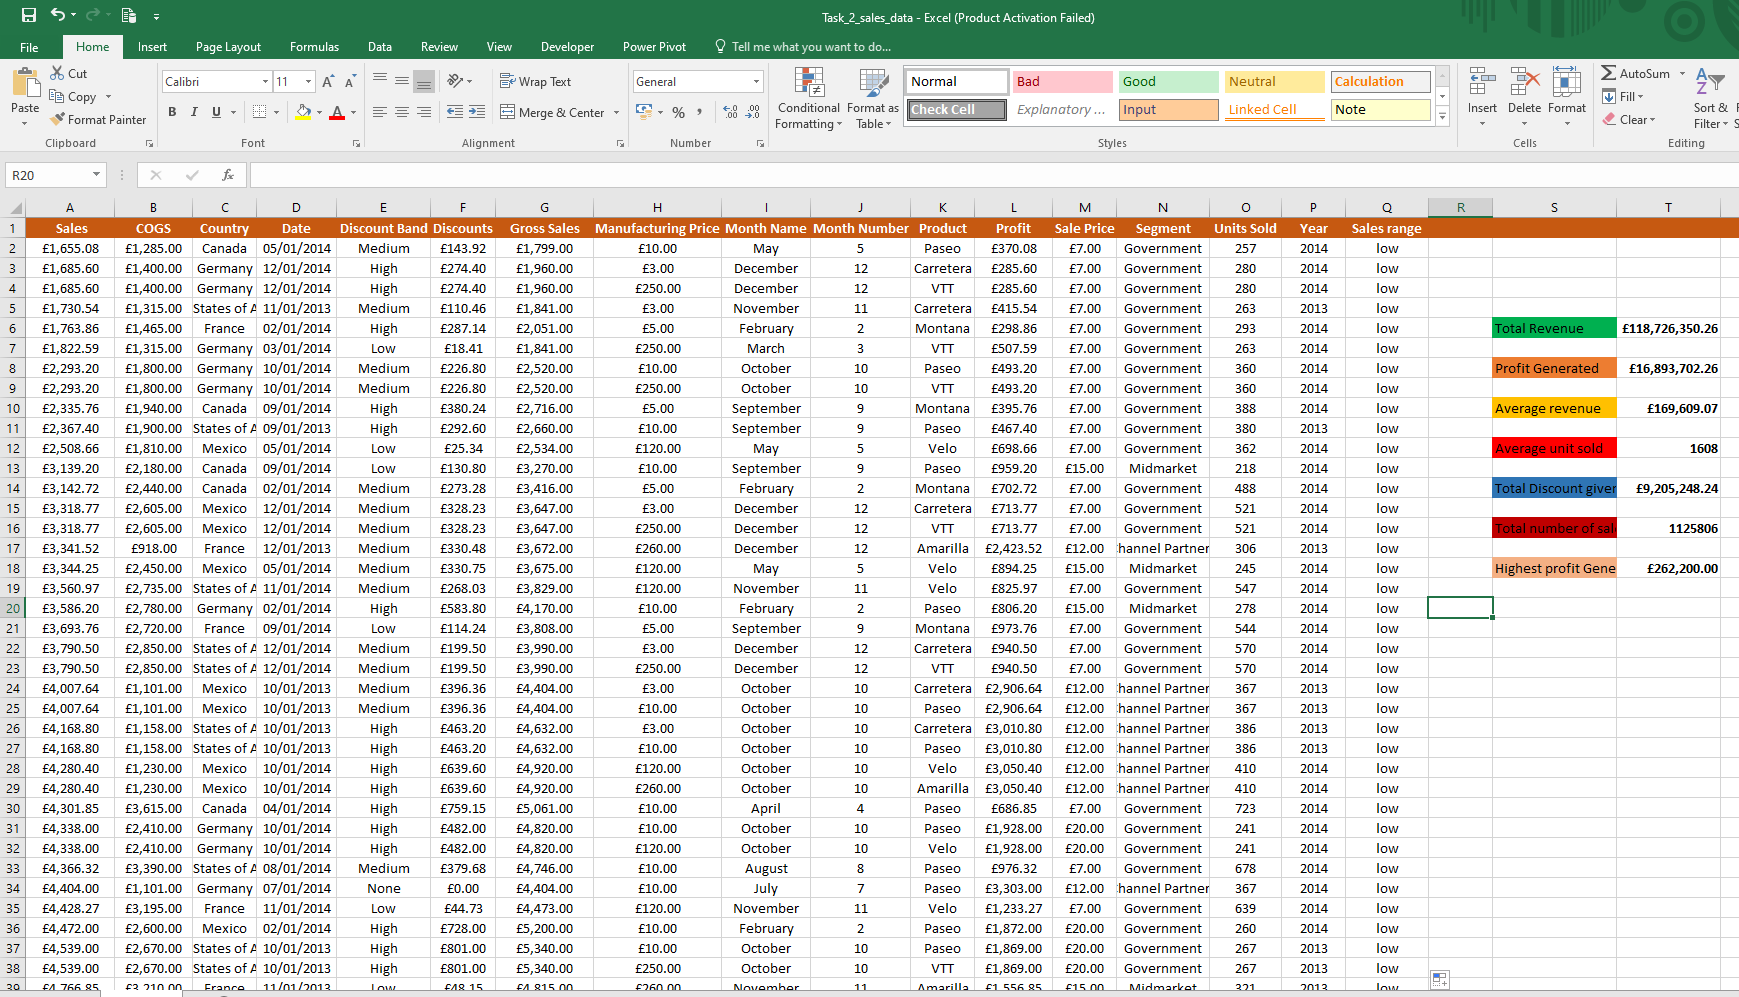 Task_2_sales_data - Excel (Product Activation Failed)
File Home Insert Page Layout Formulas Data Review View Developer Power Pivot Tell me what you want to do...
Cut
Copy
Format Painter
Paste
Clipboard
Calibri 11 A A
B I U A
Font
Wrap Text
Merge & Center
Alignment
General
% ,
Number
Conditional Formatting
Format as Table
Normal Bad Good Neutral Calculation
Check Cell Explanatory ... Input Linked Cell Note
Styles
Insert Delete Format
Cells
AutoSum
Fill
Clear
Sort &
Filter
Editing
R20 fx
A B C D E F G H I J K L M N O P Q R S T
1 Sales COGS Country Date Discount Band Discounts Gross Sales Manufacturing Price Month Name Month Number Product Profit Sale Price Segment Units Sold Year Sales range
2 £1,655.08 £1,285.00 Canada 05/01/2014 Medium £143.92 £1,799.00 £10.00 May 5 Paseo £370.08 £7.00 Government 257 2014 low
3 £1,685.60 £1,400.00 Germany 12/01/2014 High £274.40 £1,960.00 £3.00 December 12 Carretera £285.60 £7.00 Government 280 2014 low
4 £1,685.60 £1,400.00 Germany 12/01/2014 High £274.40 £1,960.00 £250.00 December 12 VTT £285.60 £7.00 Government 280 2014 low
5 £1,730.54 £1,315.00 States of A 11/01/2013 Medium £110.46 £1,841.00 £3.00 November 11 Carretera £415.54 £7.00 Government 263 2013 low
6 £1,763.86 £1,465.00 France 02/01/2014 High £287.14 £2,051.00 £5.00 February 2 Montana £298.86 £7.00 Government 293 2014 low Total Revenue £118,726,350.26
7 £1,822.59 £1,315.00 Germany 03/01/2014 Low £18.41 £1,841.00 £250.00 March 3 VTT £507.59 £7.00 Government 263 2014 low
8 £2,293.20 £1,800.00 Germany 10/01/2014 Medium £226.80 £2,520.00 £10.00 October 10 Paseo £493.20 £7.00 Government 360 2014 low Profit Generated £16,893,702.26
9 £2,293.20 £1,800.00 Germany 10/01/2014 Medium £226.80 £2,520.00 £250.00 October 10 VTT £493.20 £7.00 Government 360 2014 low
10 £2,335.76 £1,940.00 Canada 09/01/2014 High £380.24 £2,716.00 £5.00 September 9 Montana £395.76 £7.00 Government 388 2014 low Average revenue £169,609.07
11 £2,367.40 £1,900.00 States of A 09/01/2013 High £292.60 £2,660.00 £10.00 September 9 Paseo £467.40 £7.00 Government 380 2013 low
12 £2,508.66 £1,810.00 Mexico 05/01/2014 Low £25.34 £2,534.00 £120.00 May 5 Velo £698.66 £7.00 Government 362 2014 low Average unit sold 1608
13 £3,139.20 £2,180.00 Canada 09/01/2014 Low £130.80 £3,270.00 £10.00 September 9 Paseo £959.20 £15.00 Midmarket 218 2014 low
14 £3,142.72 £2,440.00 Canada 02/01/2014 Medium £273.28 £3,416.00 £5.00 February 2 Montana £702.72 £7.00 Government 488 2014 low Total Discount given £9,205,248.24
15 £3,318.77 £2,605.00 Mexico 12/01/2014 Medium £328.23 £3,647.00 £3.00 December 12 Carretera £713.77 £7.00 Government 521 2014 low
16 £3,318.77 £2,605.00 Mexico 12/01/2014 Medium £328.23 £3,647.00 £250.00 December 12 VTT £713.77 £7.00 Government 521 2014 low Total number of sal 1125806
17 £3,341.52 £918.00 France 12/01/2013 Medium £330.48 £3,672.00 £260.00 December 12 Amarilla £2,423.52 £12.00 hannel Partner 306 2013 low
18 £3,344.25 £2,450.00 Mexico 05/01/2014 Medium £330.75 £3,675.00 £120.00 May 5 Velo £894.25 £15.00 Midmarket 245 2014 low Highest profit Gene £262,200.00
19 £3,560.97 £2,735.00 States of A 11/01/2014 Medium £268.03 £3,829.00 £120.00 November 11 Velo £825.97 £7.00 Government 547 2014 low
20 £3,586.20 £2,780.00 Germany 02/01/2014 High £583.80 £4,170.00 £10.00 February 2 Paseo £806.20 £15.00 Midmarket 278 2014 low
21 £3,693.76 £2,720.00 France 09/01/2014 Low £114.24 £3,808.00 £5.00 September 9 Montana £973.76 £7.00 Government 544 2014 low
22 £3,790.50 £2,850.00 States of A 12/01/2014 Medium £199.50 £3,990.00 £3.00 December 12 Carretera £940.50 £7.00 Government 570 2014 low
23 £3,790.50 £2,850.00 States of A 12/01/2014 Medium £199.50 £3,990.00 £250.00 December 12 VTT £940.50 £7.00 Government 570 2014 low
24 £4,007.64 £1,101.00 Mexico 10/01/2013 Medium £396.36 £4,404.00 £3.00 October 10 Carretera £2,906.64 £12.00 hannel Partner 367 2013 low
25 £4,007.64 £1,101.00 Mexico 10/01/2013 Medium £396.36 £4,404.00 £10.00 October 10 Paseo £2,906.64 £12.00 hannel Partner 367 2013 low
26 £4,168.80 £1,158.00 States of A 10/01/2013 High £463.20 £4,632.00 £3.00 October 10 Carretera £3,010.80 £12.00 hannel Partner 386 2013 low
27 £4,168.80 £1,158.00 States of A 10/01/2013 High £463.20 £4,632.00 £10.00 October 10 Paseo £3,010.80 £12.00 hannel Partner 386 2013 low
28 £4,280.40 £1,230.00 Mexico 10/01/2014 High £639.60 £4,920.00 £120.00 October 10 Velo £3,050.40 £12.00 hannel Partner 410 2014 low
29 £4,280.40 £1,230.00 Mexico 10/01/2014 High £639.60 £4,920.00 £260.00 October 10 Amarilla £3,050.40 £12.00 hannel Partner 410 2014 low
30 £4,301.85 £3,615.00 Canada 04/01/2014 High £759.15 £5,061.00 £10.00 April 4 Paseo £686.85 £7.00 Government 723 2014 low
31 £4,338.00 £2,410.00 Germany 10/01/2014 High £482.00 £4,820.00 £10.00 October 10 Paseo £1,928.00 £20.00 Government 241 2014 low
32 £4,338.00 £2,410.00 Germany 10/01/2014 High £482.00 £4,820.00 £120.00 October 10 Velo £1,928.00 £20.00 Government 241 2014 low
33 £4,366.32 £3,390.00 States of A 08/01/2014 Medium £379.68 £4,746.00 £10.00 August 8 Paseo £976.32 £7.00 Government 678 2014 low
34 £4,404.00 £1,101.00 Germany 07/01/2014 None £0.00 £4,404.00 £10.00 July 7 Paseo £3,303.00 £12.00 hannel Partner 367 2014 low
35 £4,428.27 £3,195.00 France 11/01/2014 Low £44.73 £4,473.00 £120.00 November 11 Velo £1,233.27 £7.00 Government 639 2014 low
36 £4,472.00 £2,600.00 Mexico 02/01/2014 High £728.00 £5,200.00 £10.00 February 2 Paseo £1,872.00 £20.00 Government 260 2014 low
37 £4,539.00 £2,670.00 States of A 10/01/2013 High £801.00 £5,340.00 £10.00 October 10 Paseo £1,869.00 £20.00 Government 267 2013 low
38 £4,539.00 £2,670.00 States of A 10/01/2013 High £801.00 £5,340.00 £250.00 October 10 VTT £1,869.00 £20.00 Government 267 2013 low
39 £4,766.85 £3,210.00 France 11/01/2013 Low £48.15 £4,815.00 £260.00 November 11 Amarilla £1,556.85 £15.00 Midmarket 321 2013 low